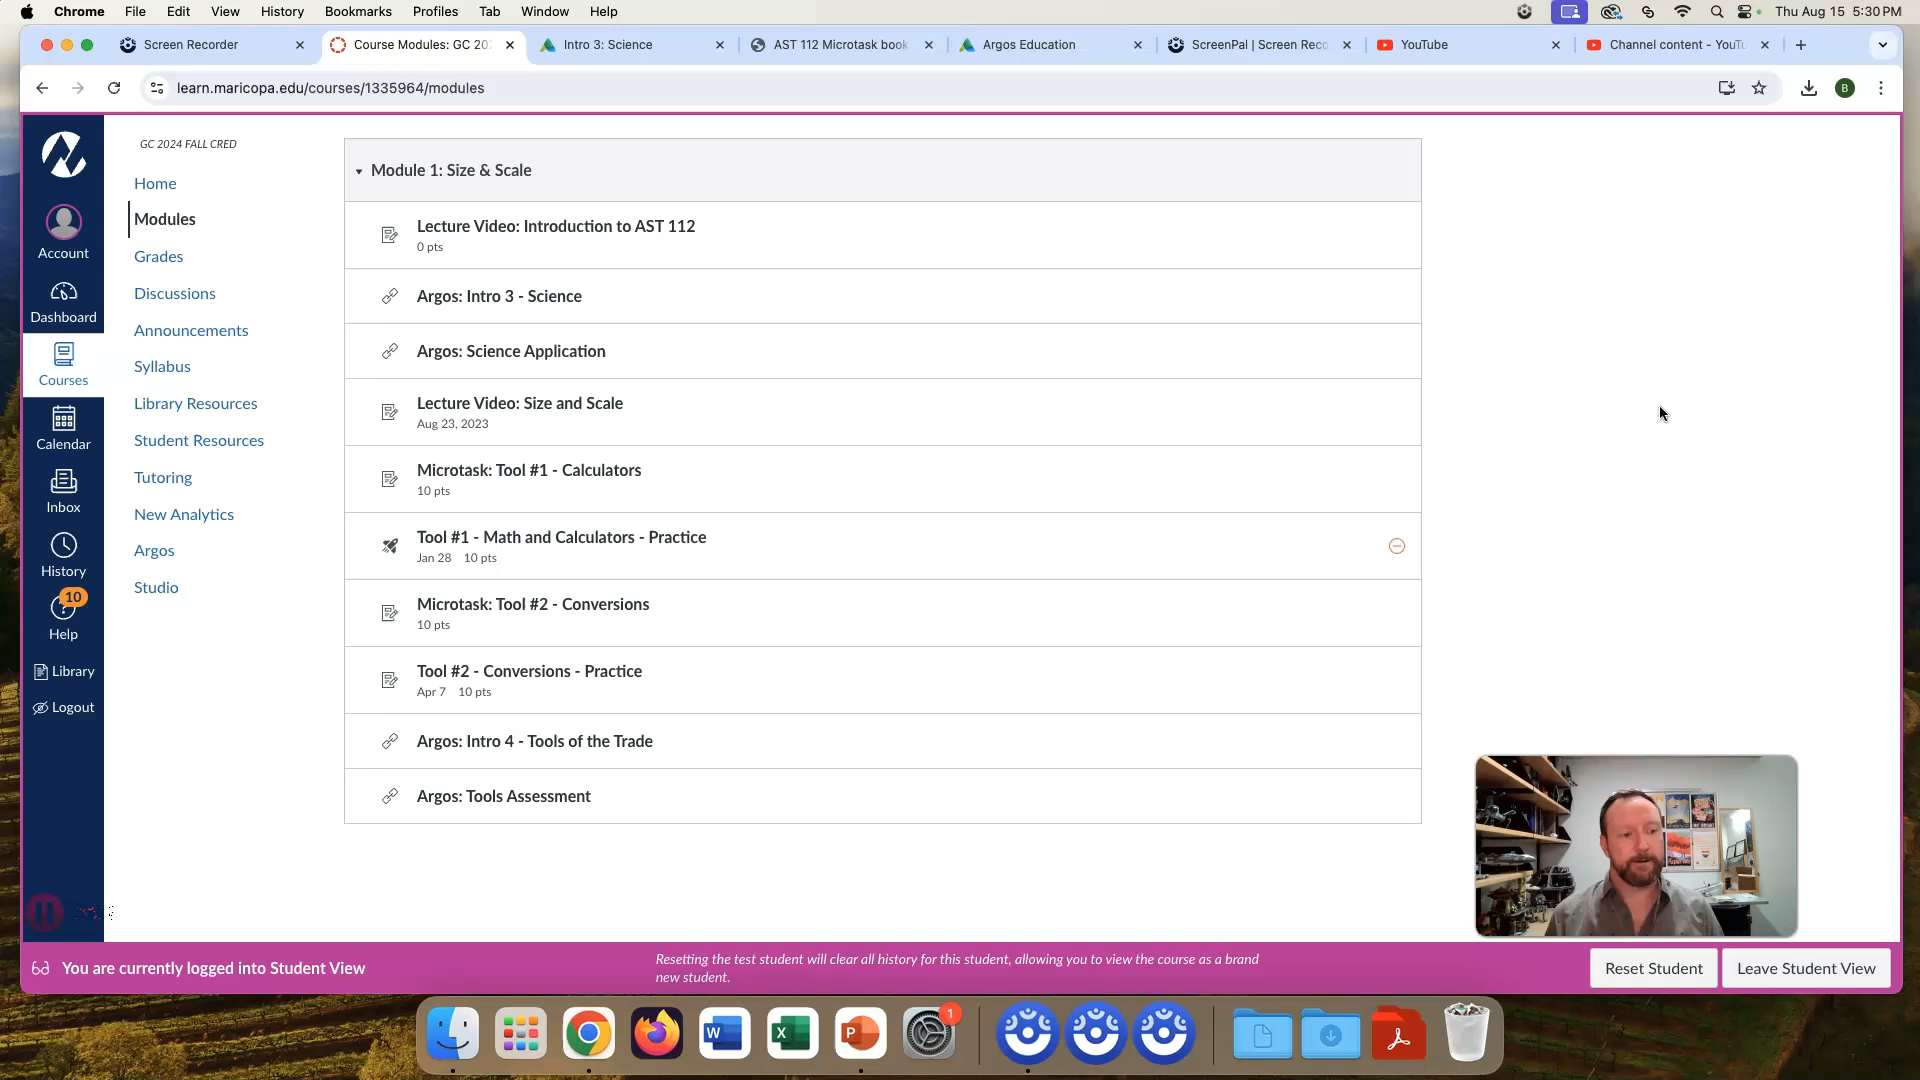 Chrome File Edit View History Bookmarks Profiles Tab Window Help Thu Aug 15 5:30 PM
Screen Recorder Course Modules: GC 20 Intro 3: Science AST 112 Microtask book Argos Education ScreenPal | Screen Reco YouTube Channel content - YouTu
learn.maricopa.edu/courses/1335964/modules B
GC 2024 FALL CRED
Home
Modules
Grades
Discussions
Announcements
Syllabus
Library Resources
Student Resources
Tutoring
New Analytics
Argos
Studio
Account
Dashboard
Courses
Calendar
Inbox
History
10
Help
Library
Logout
Module 1: Size & Scale
Lecture Video: Introduction to AST 112
0 pts
Argos: Intro 3 - Science
Argos: Science Application
Lecture Video: Size and Scale
Aug 23, 2023
Microtask: Tool #1 - Calculators
10 pts
Tool #1 - Math and Calculators - Practice
Jan 28 10 pts
Microtask: Tool #2 - Conversions
10 pts
Tool #2 - Conversions - Practice
Apr 7 10 pts
Argos: Intro 4 - Tools of the Trade
Argos: Tools Assessment
You are currently logged into Student View
Resetting the test student will clear all history for this student, allowing you to view the course as a brand
new student.
Reset Student Leave Student View
W X P 1